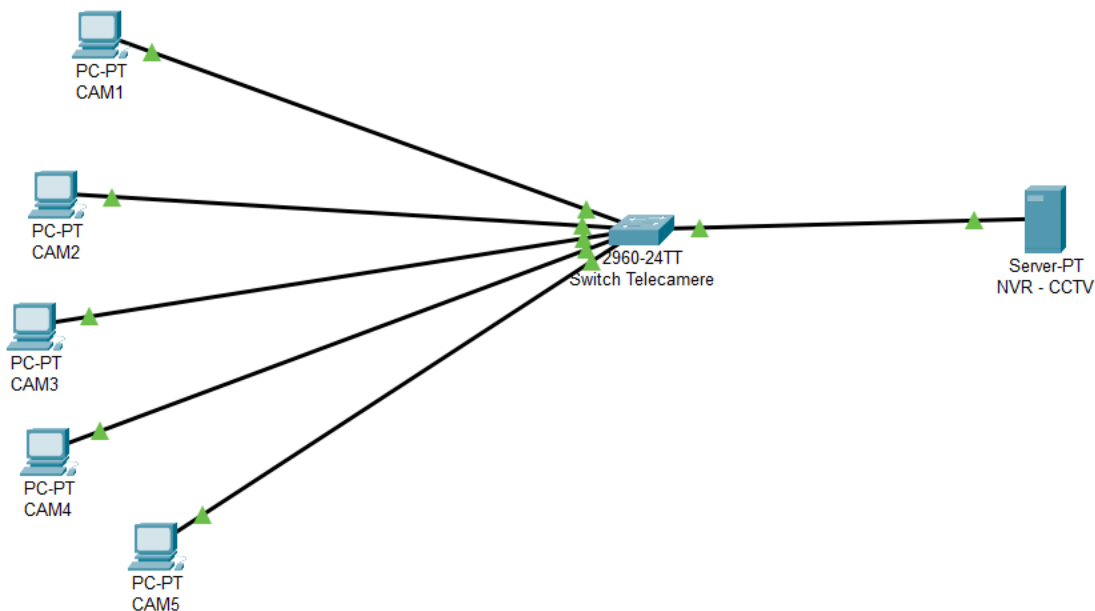 PC-PT
CAM1
PC-PT
CAM2
2960-24TT
Switch Telecamere
Server-PT
NVR - CCTV
PC-PT
CAM3
PC-PT
CAM4
PC-PT
CAM5